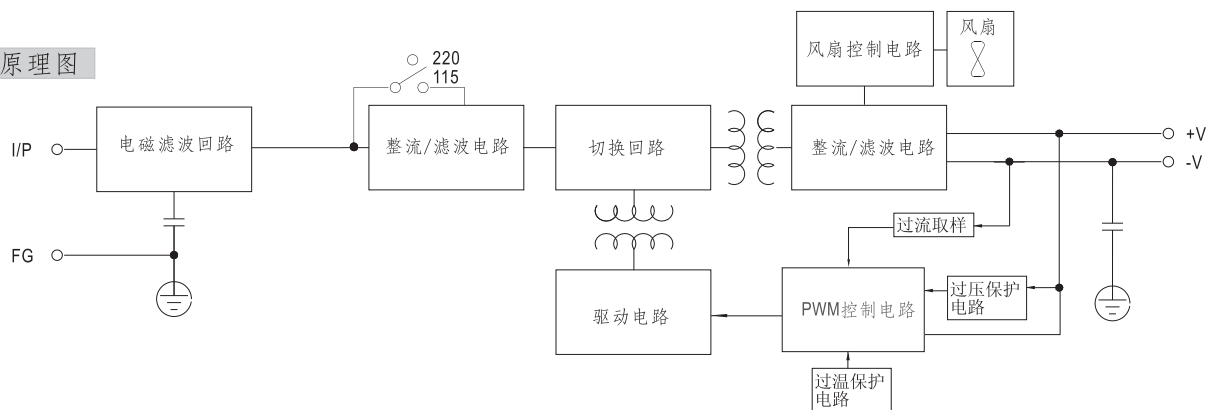 原理图
220
115
风扇控制电路
风扇
I/P
电磁滤波回路
整流/滤波电路
切换回路
整流/滤波电路
+V
-V
过流取样
FG
驱动电路
PWM控制电路
过压保护
电路
过温保护
电路